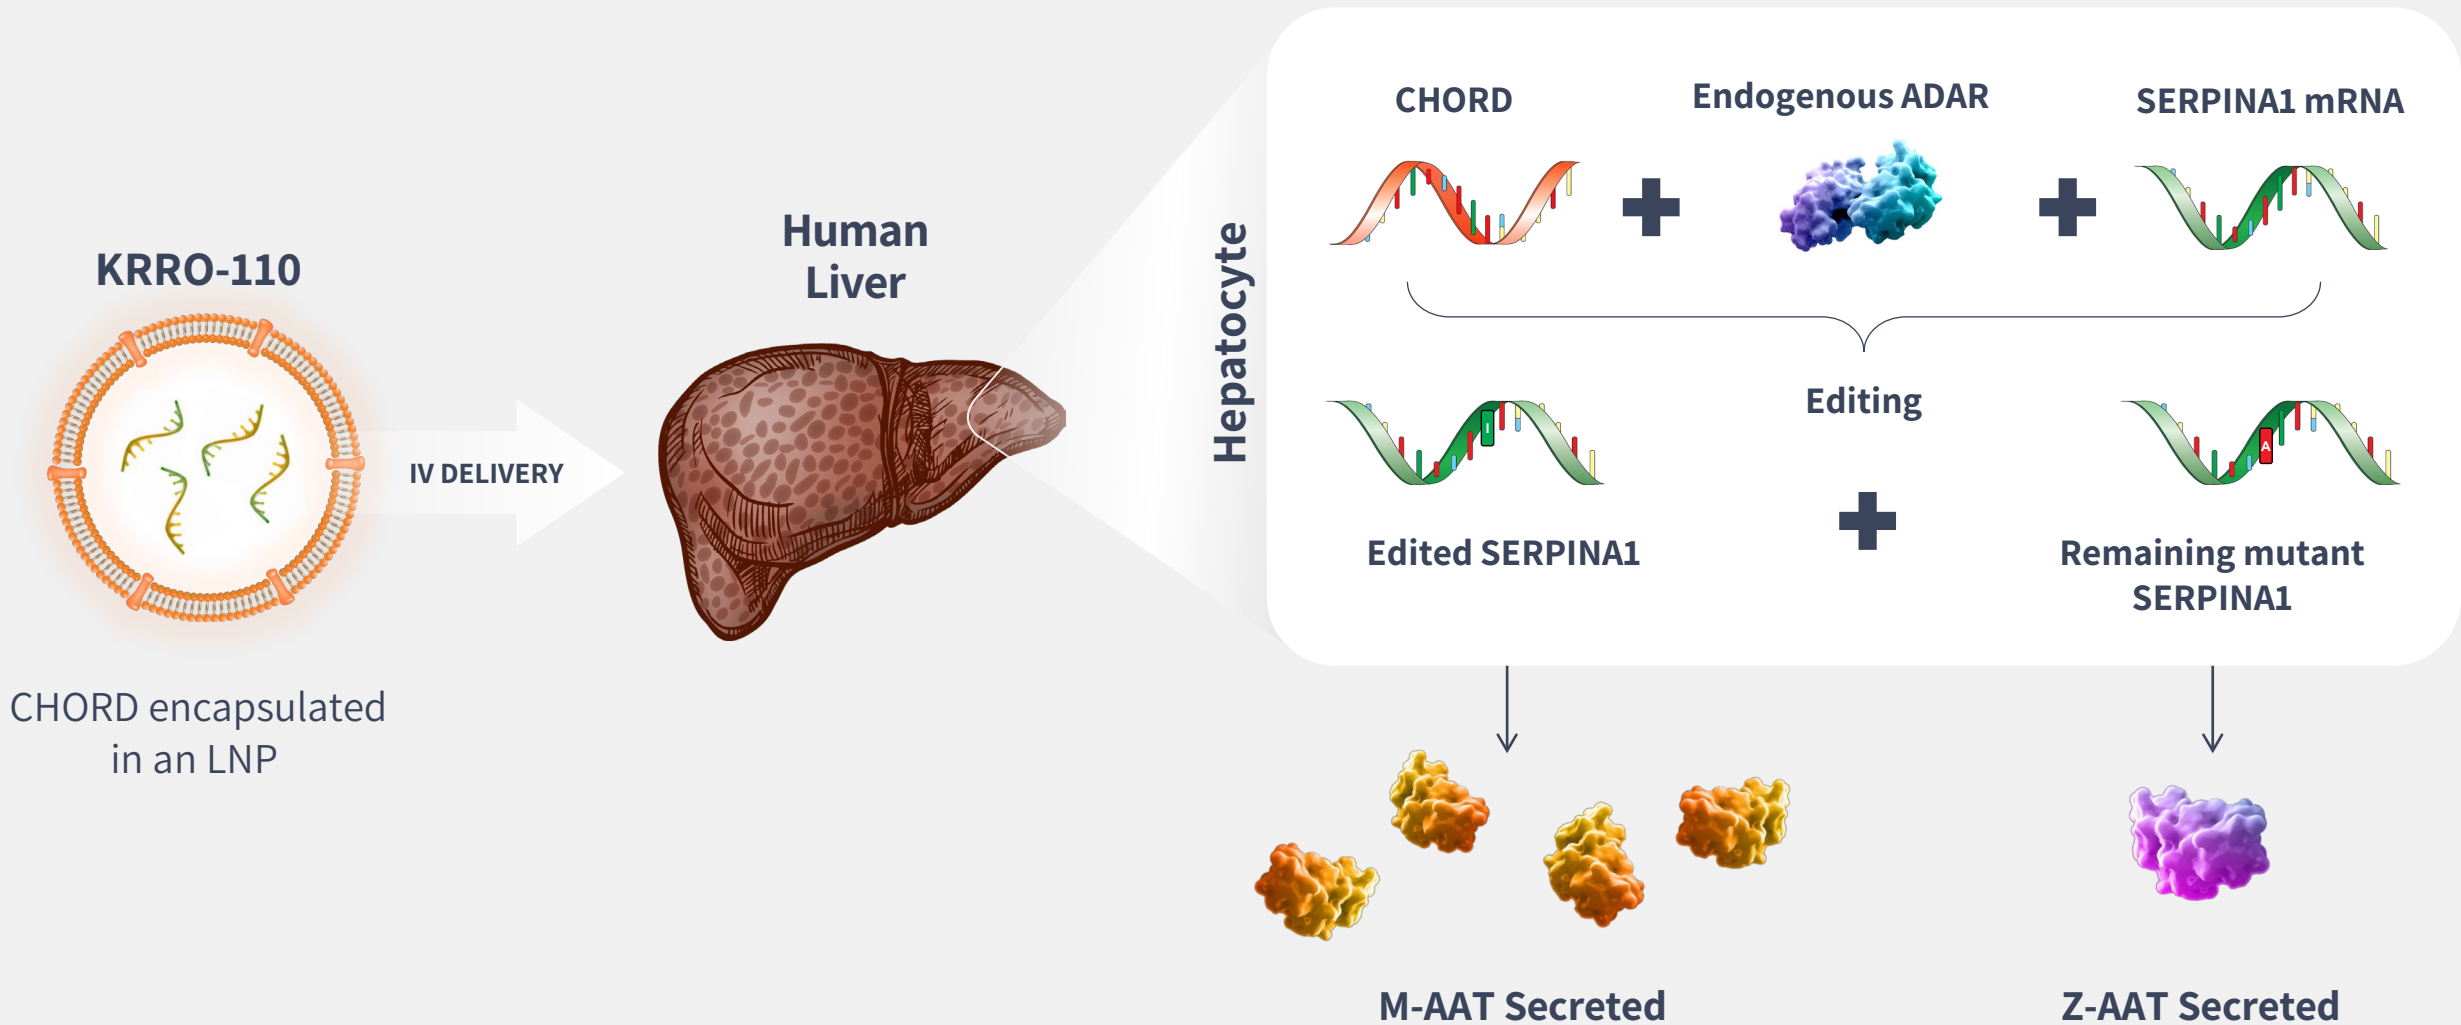 KRRO-110
CHORD encapsulated
in an LNP
IV DELIVERY
Human
Liver
Hepatocyte
CHORD
Endogenous ADAR
SERPINA1 mRNA
Editing
I
A
Edited SERPINA1
Remaining mutant
SERPINA1
M-AAT Secreted
Z-AAT Secreted